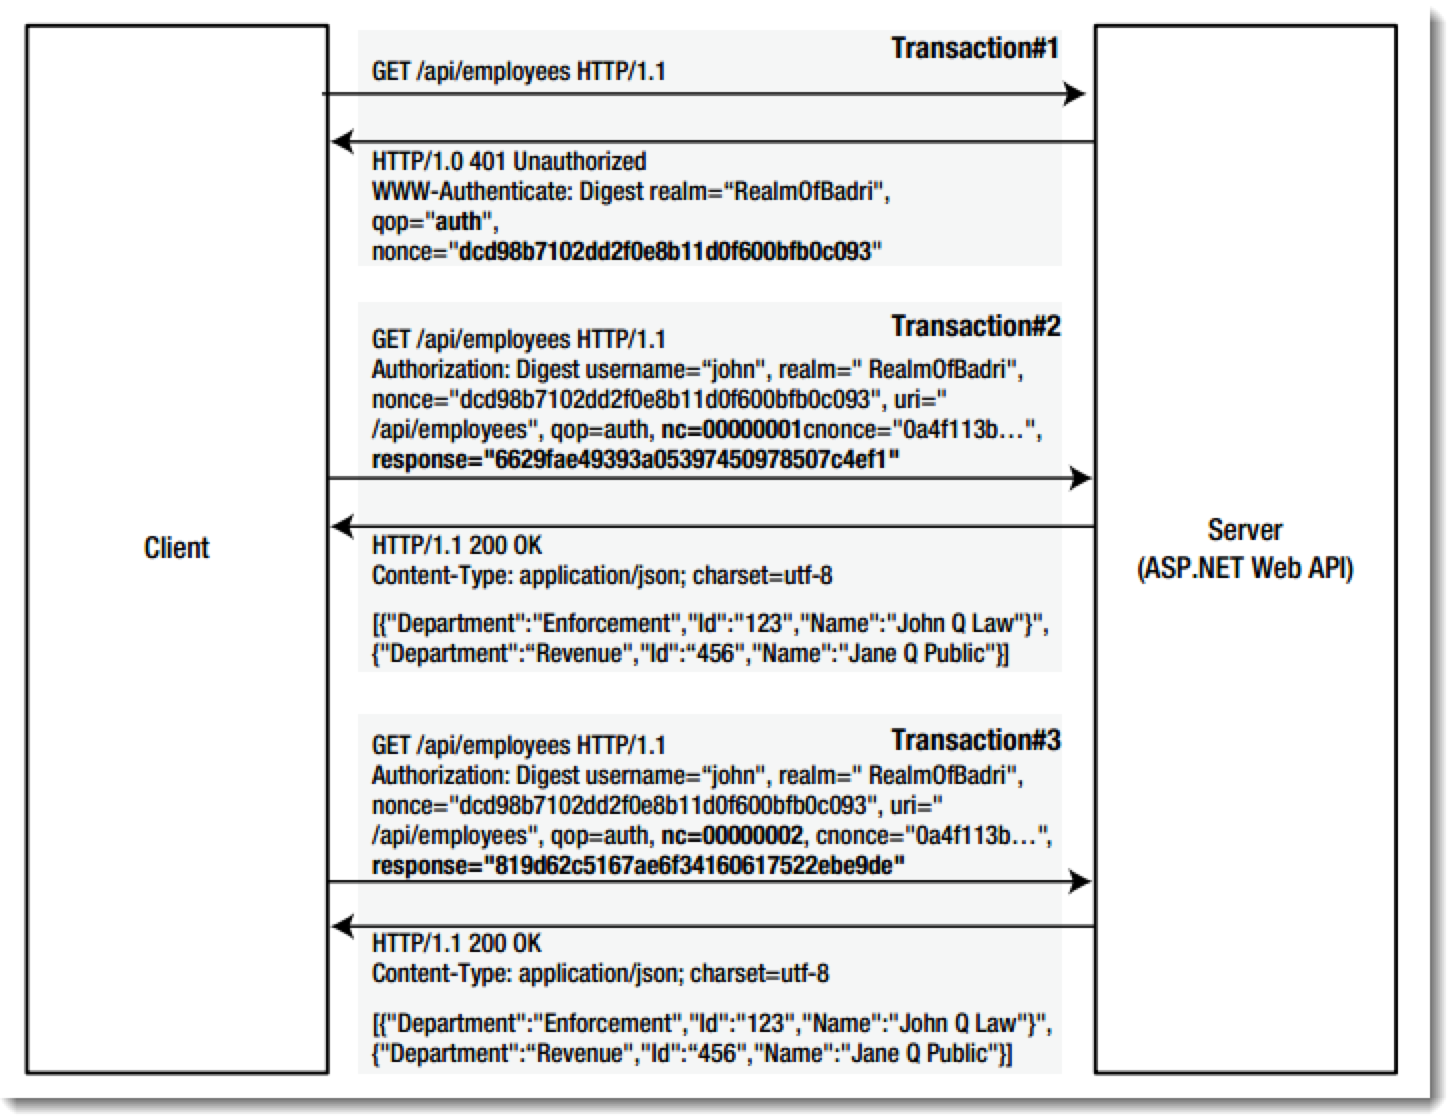 Transaction#1
GET /api/employees HTTP/1.1
HTTP/1.0 401 Unauthorized
WWW-Authenticate: Digest realm=“RealmOfBadri",
qop="auth",
nonce="dcd98b7102dd2f0e8b11d0f600bfb0c093"
Transaction#2
GET /api/employees HTTP/1.1
Authorization: Digest username=“john”, realm=" RealmOfBadri",
nonce="dcd98b7102dd2f0e8b11d0f600bfb0c093", uri="
/api/employees", qop=auth, nc=00000001cnonce="0a4f113b...",
response="6629fae49393a05397450978507c4ef1"
Client
Server
(ASP.NET Web API)
HTTP/1.1 200 OK
Content-Type: application/json; charset=utf-8
[{"Department":"Enforcement","Id":"123","Name":"John Q Law"}",
{"Department":“Revenue","Id":“456”,"Name":"Jane Q Public"}]
Transaction#3
GET /api/employees HTTP/1.1
Authorization: Digest username=“john”, realm=" RealmOfBadri",
nonce="dcd98b7102dd2f0e8b11d0f600bfb0c093", uri="
/api/employees", qop=auth, nc=00000002, cnonce="0a4f113b...",
response="819d62c5167ae6f34160617522ebe9de"
HTTP/1.1 200 OK
Content-Type: application/json; charset=utf-8
[{"Department":"Enforcement","Id":"123","Name":"John Q Law"}",
{"Department":“Revenue","Id":“456”,"Name":"Jane Q Public"}]